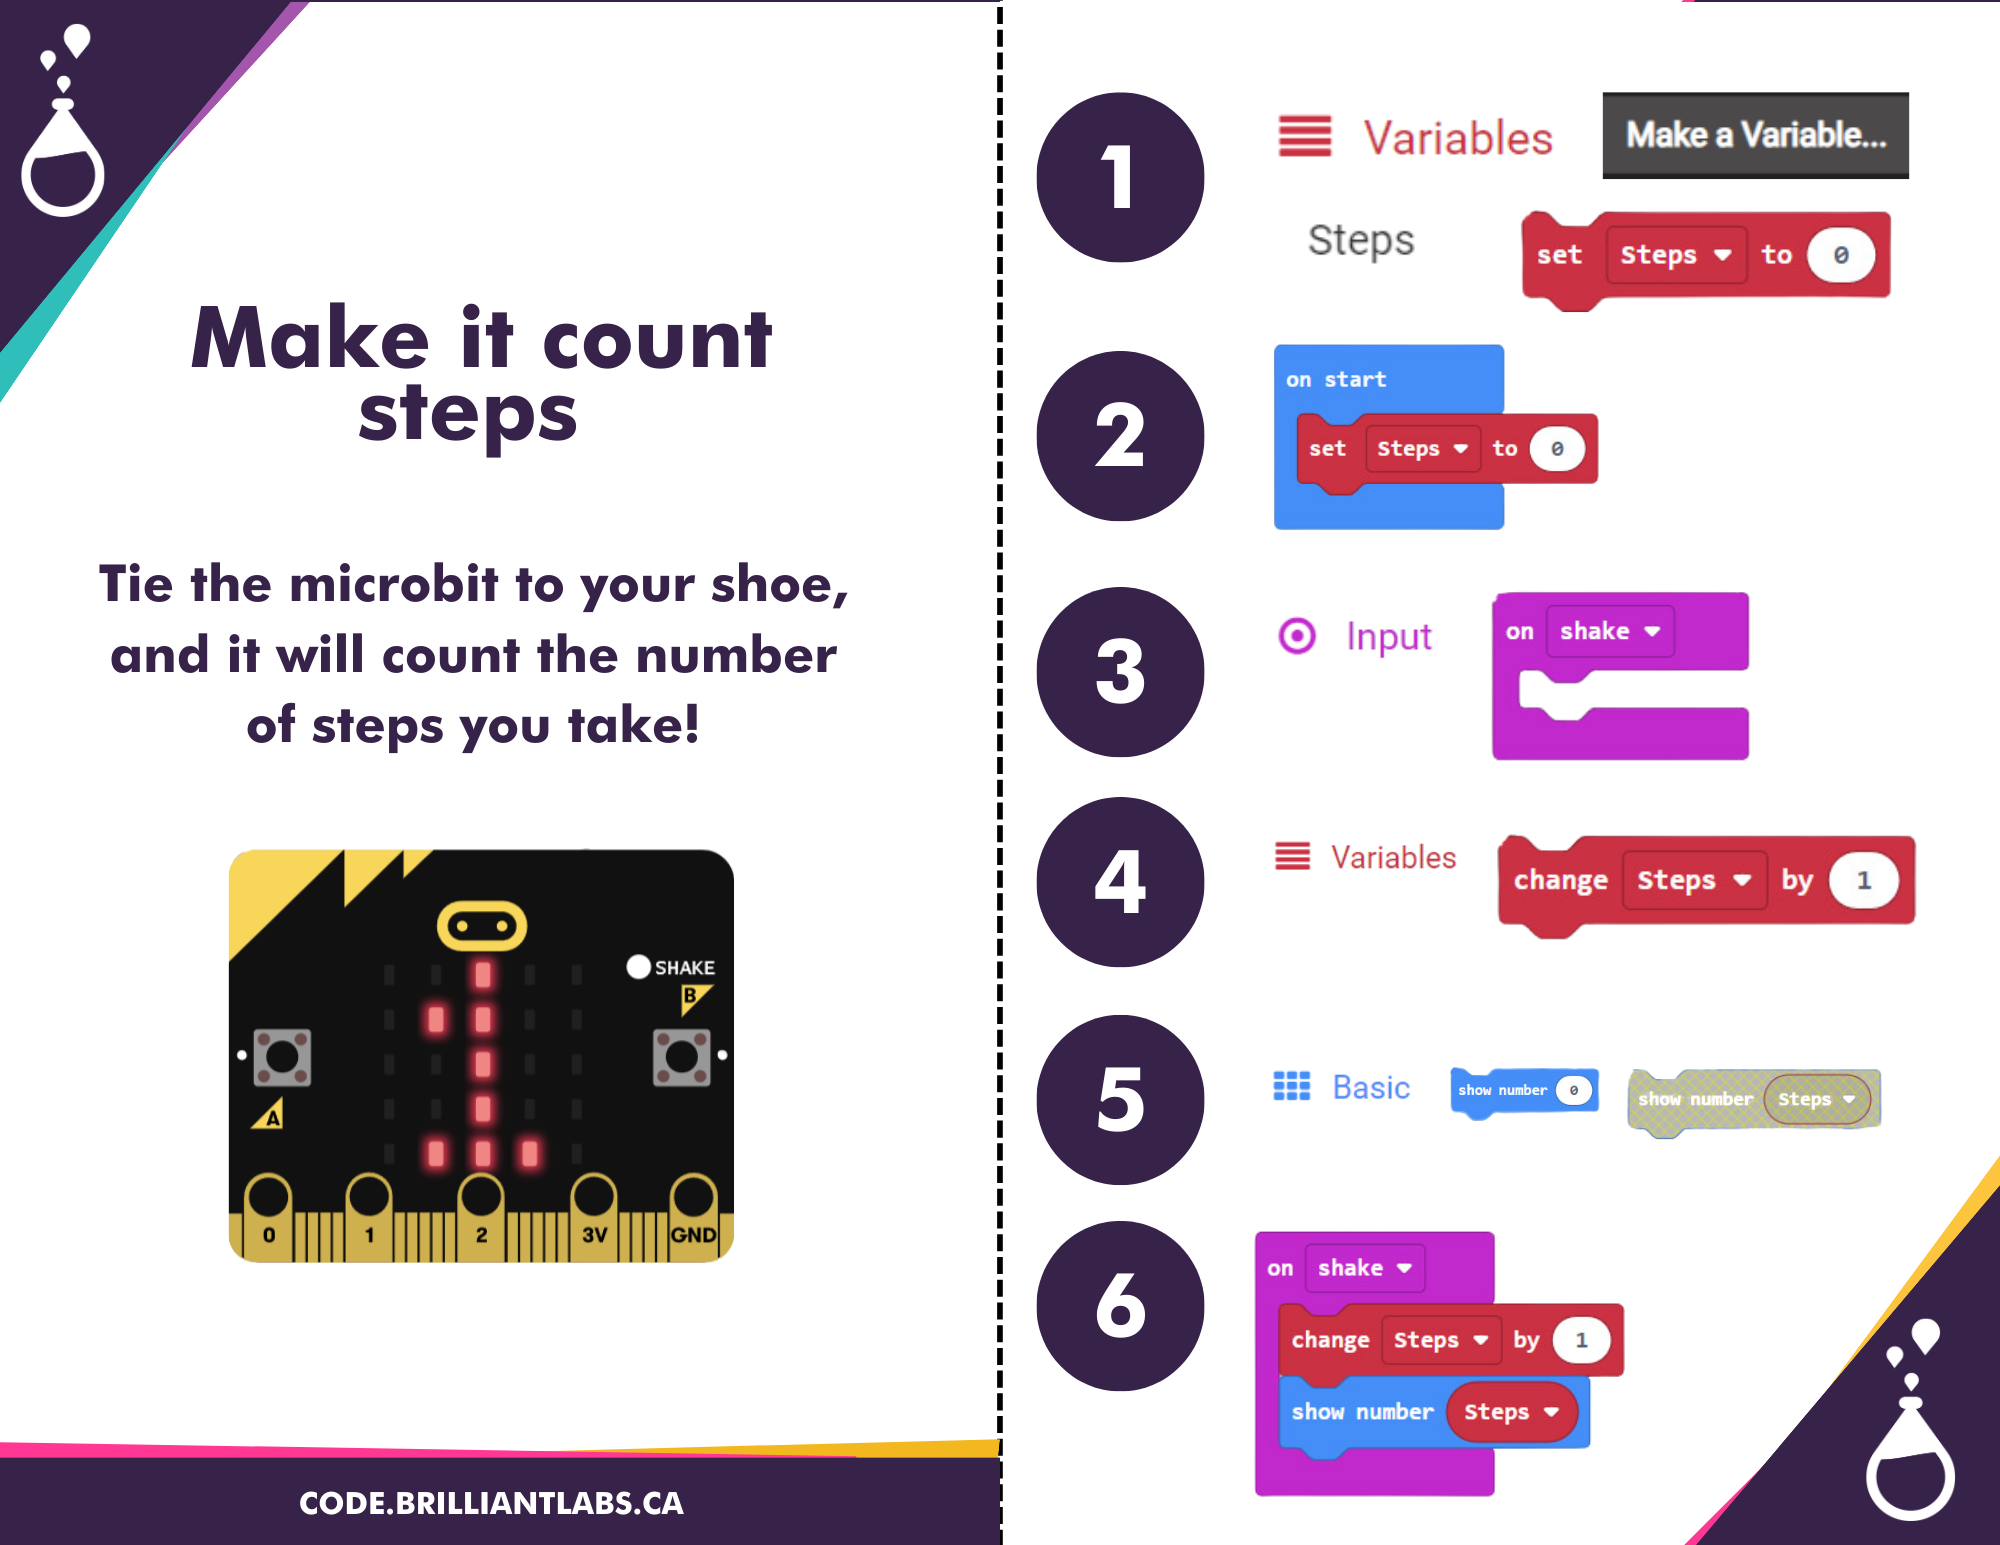 Make it count
steps
Tie the microbit to your shoe,
and it will count the number
of steps you take!
SHAKE
B
A
0 1 2 3V GND
CODE.BRILLIANTLABS.CA
1
Variables Make a Variable...
Steps set Steps to 0
2
on start
set Steps to 0
3
Input on shake
4
Variables change Steps by 1
5
Basic show number 0 show number Steps
6
on shake
change Steps by 1
show number Steps